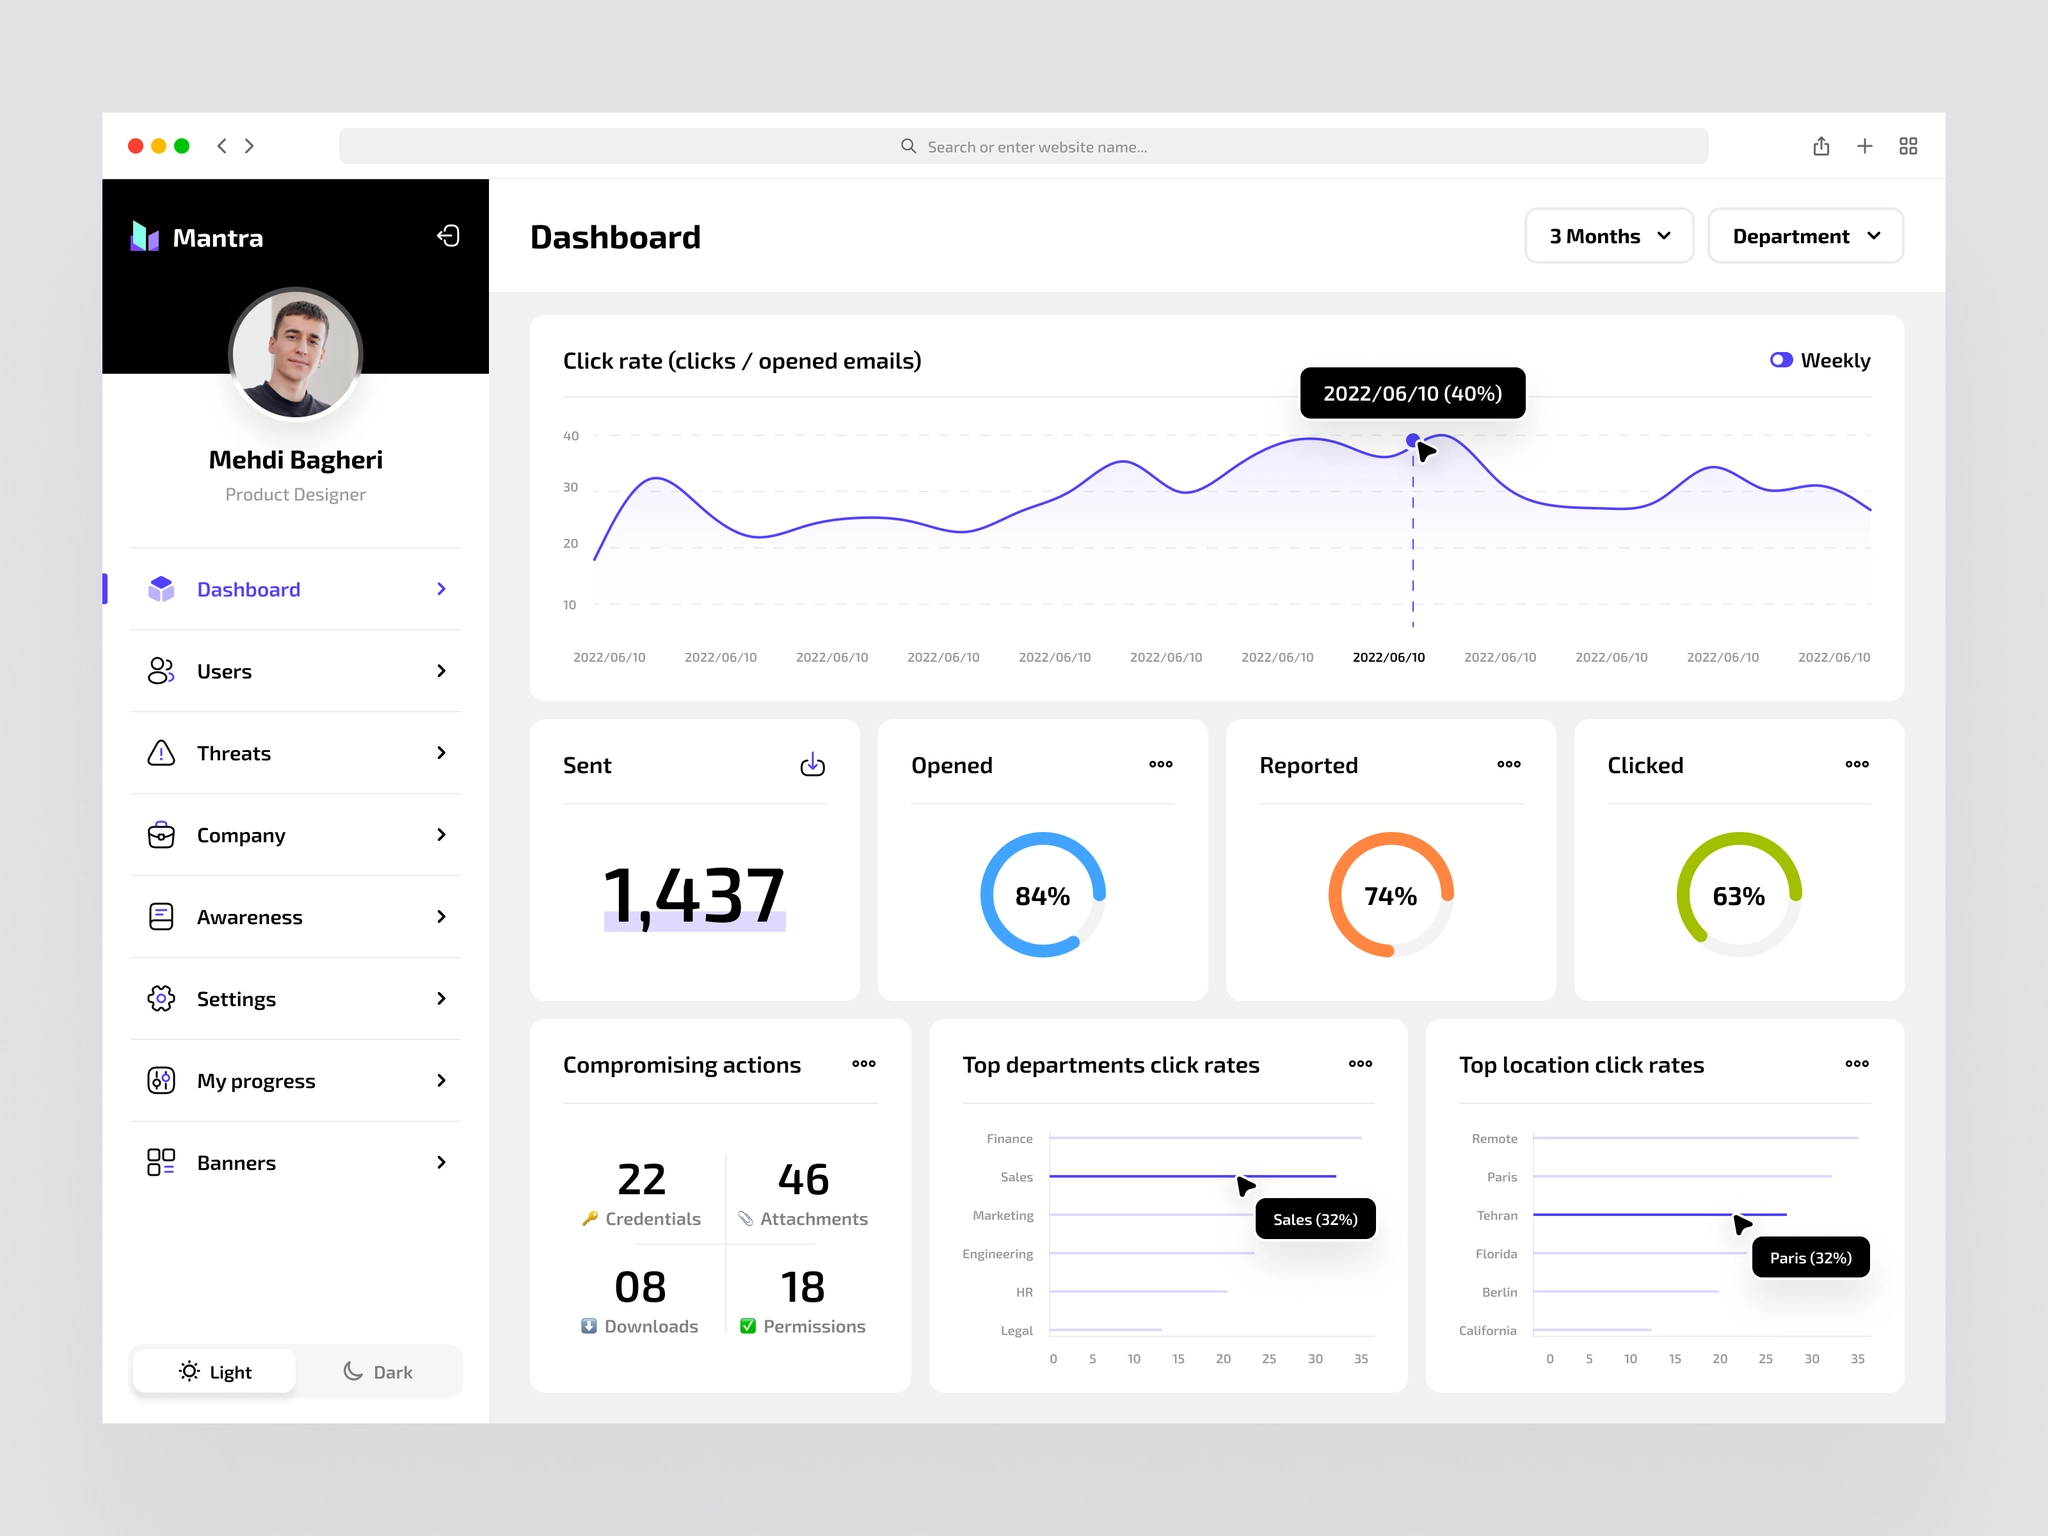 Search or enter website name...
Mantra
Mehdi Bagheri
Product Designer
Dashboard
Users
Threats
Company
Awareness
Settings
My progress
Banners
Light
Dark
Dashboard
3 Months
Department
Click rate (clicks / opened emails)
Weekly
2022/06/10 (40%)
40
30
20
10
2022/06/10 2022/06/10 2022/06/10 2022/06/10 2022/06/10 2022/06/10 2022/06/10 2022/06/10 2022/06/10 2022/06/10 2022/06/10 2022/06/10
Sent
1,437
Opened
84%
Reported
74%
Clicked
63%
Compromising actions
22
Credentials
46
Attachments
08
Downloads
18
Permissions
Top departments click rates
Finance
Sales
Marketing
Sales (32%)
Engineering
HR
Legal
0 5 10 15 20 25 30 35
Top location click rates
Remote
Paris
Tehran
Florida
Paris (32%)
Berlin
California
0 5 10 15 20 25 30 35